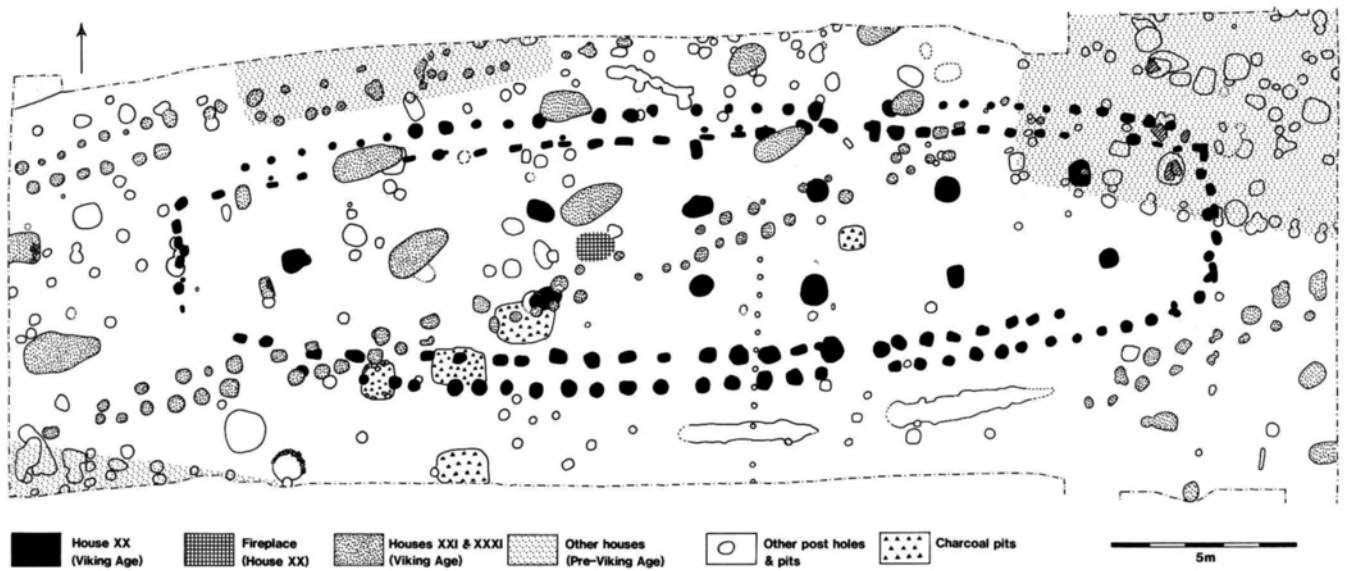 House XX
(Viking Age)
Fireplace
(House XX)
Houses XXI & XXXI
(Viking Age)
Other houses
(Pre-Viking Age)
Other post holes
& pits
Charcoal pits
5m